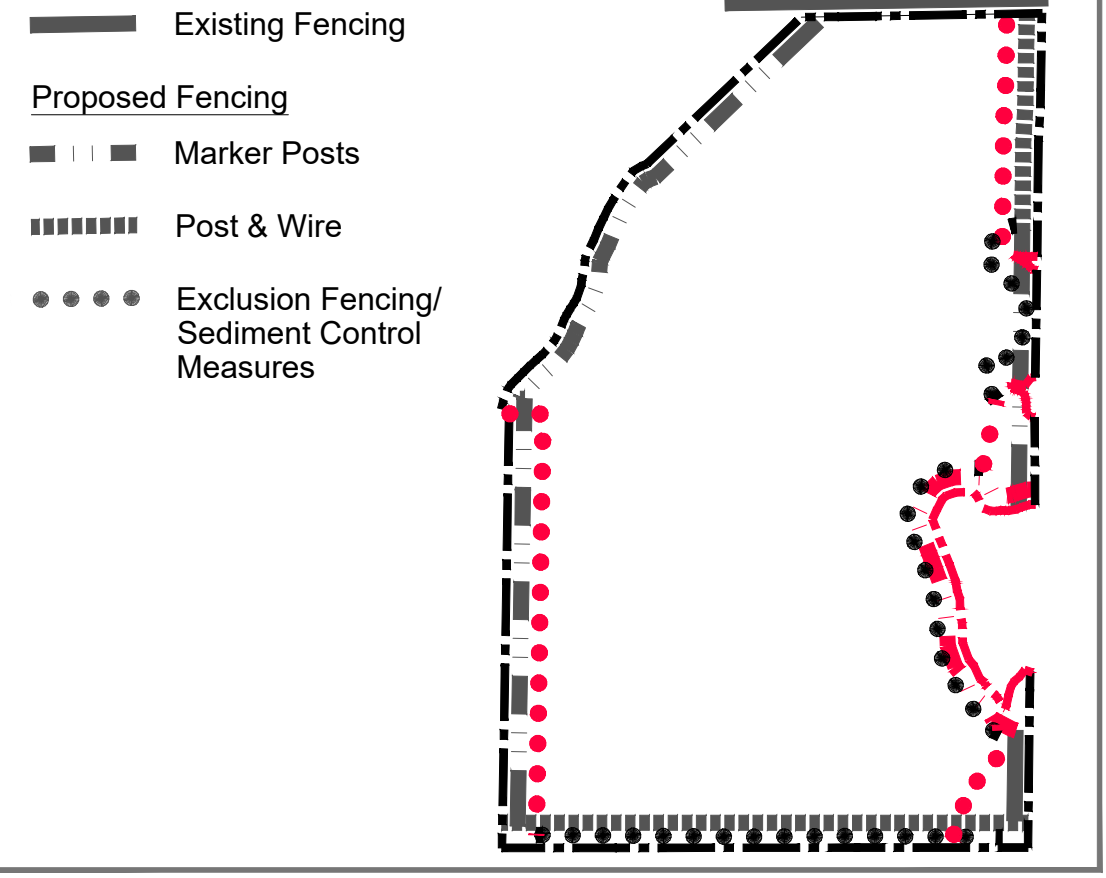 Existing Fencing
Proposed Fencing
Marker Posts
Post & Wire
Exclusion Fencing/
Sediment Control
Measures